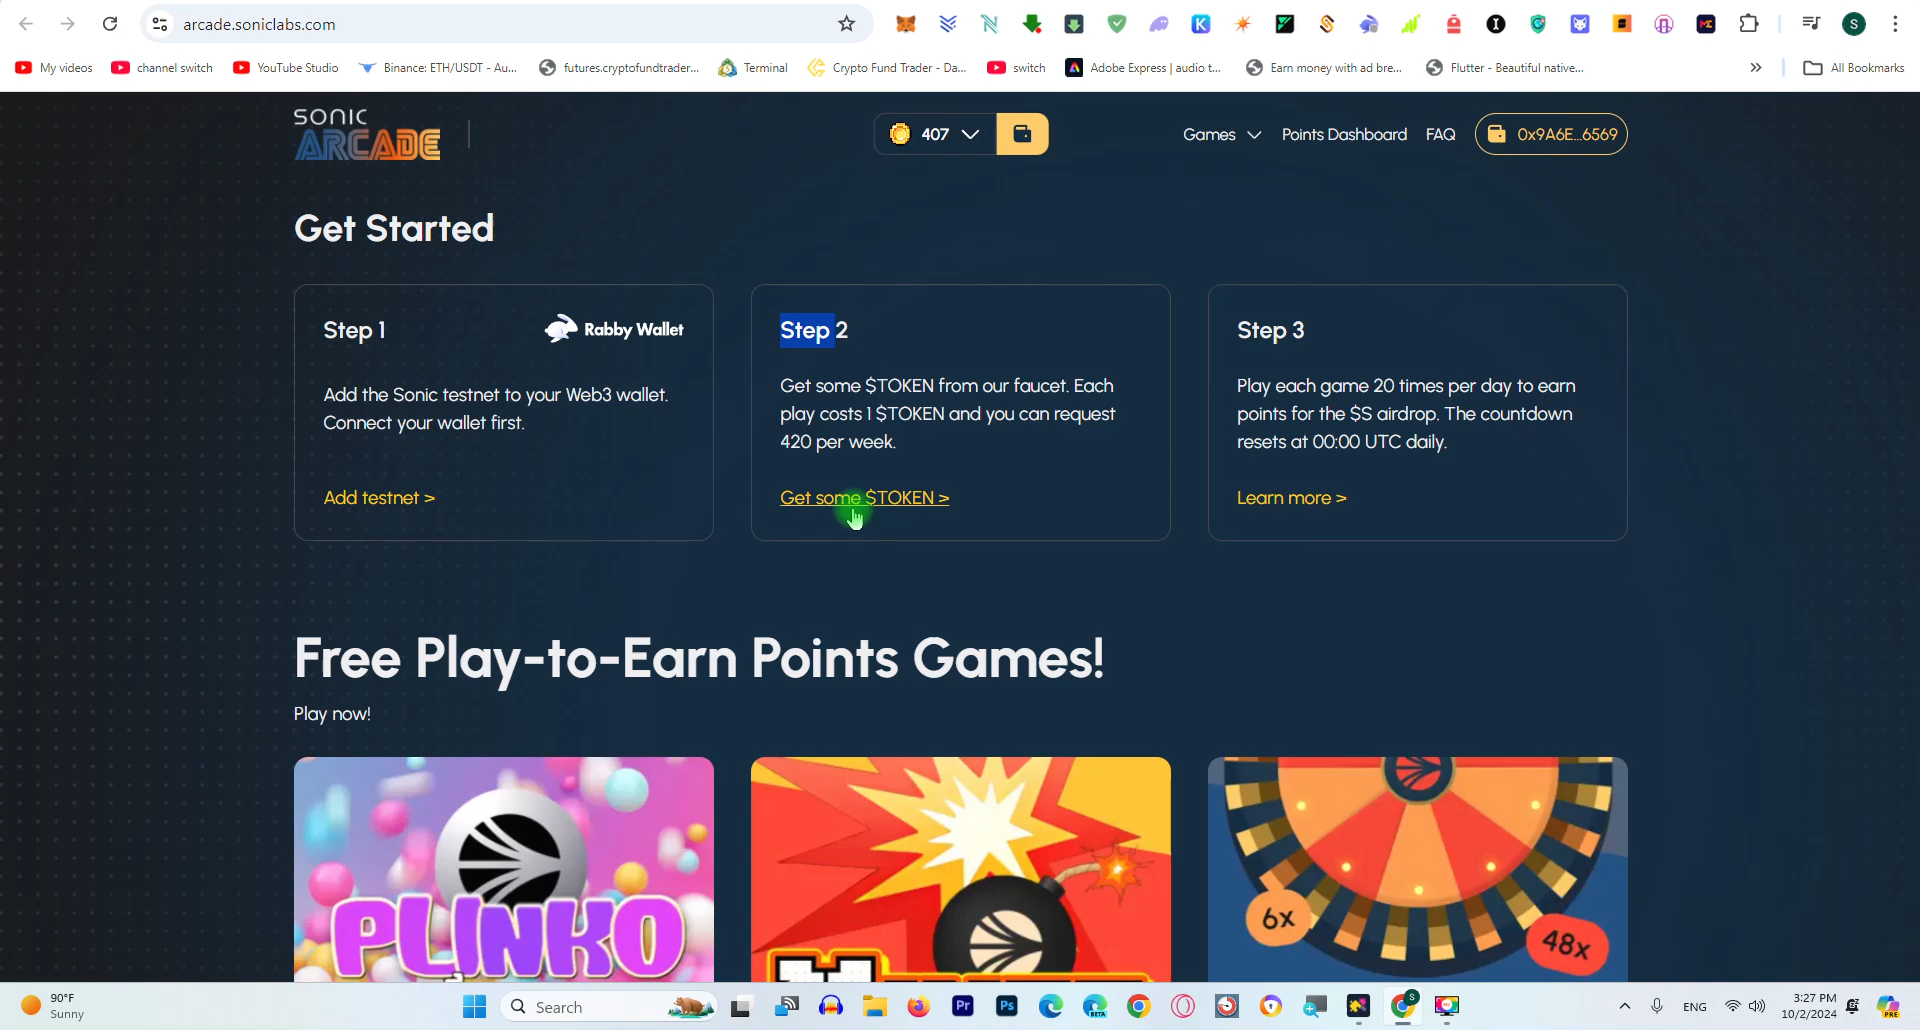 arcade.soniclabs.com
S
My videos
channel switch
YouTube Studio
Binance: ETH/USDT - Au...
futures.cryptofundtrader...
Terminal
Crypto Fund Trader - Da...
switch
Adobe Express | audio t...
Earn money with ad bre...
Flutter - Beautiful native...
All Bookmarks
SONIC
ARCADE
407
Games
Points Dashboard
FAQ
0x9A6E...6569
Get Started
Step 1
Rabby Wallet
Add the Sonic testnet to your Web3 wallet.
Connect your wallet first.
Add testnet >
Step 2
Get some $TOKEN from our faucet. Each
play costs 1 $TOKEN and you can request
420 per week.
Get some $TOKEN >
Step 3
Play each game 20 times per day to earn
points for the $S airdrop. The countdown
resets at 00:00 UTC daily.
Learn more >
Free Play-to-Earn Points Games!
Play now!
PLINKO
6x
48x
90°F
Sunny
Search
Pr
Ps
BETA
S
ENG
3:27 PM
10/2/2024
PRE